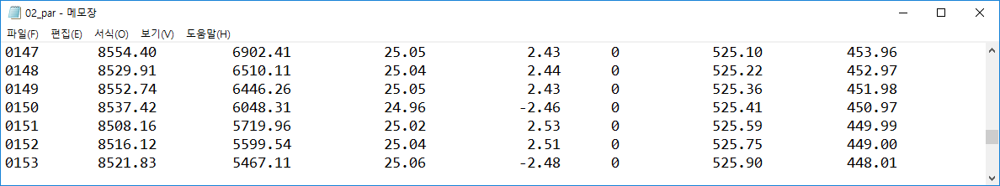 02_par - 메모장
파일(F) 편집(E) 서식(O) 보기(V) 도움말(H)
0147 8554.40 6902.41 25.05 2.43 0 525.10 453.96
0148 8529.91 6510.11 25.04 2.44 0 525.22 452.97
0149 8552.74 6446.26 25.05 2.43 0 525.36 451.98
0150 8537.42 6048.31 24.96 -2.46 0 525.41 450.97
0151 8508.16 5719.96 25.02 2.53 0 525.59 449.99
0152 8516.12 5599.54 25.04 2.51 0 525.75 449.00
0153 8521.83 5467.11 25.06 -2.48 0 525.90 448.01